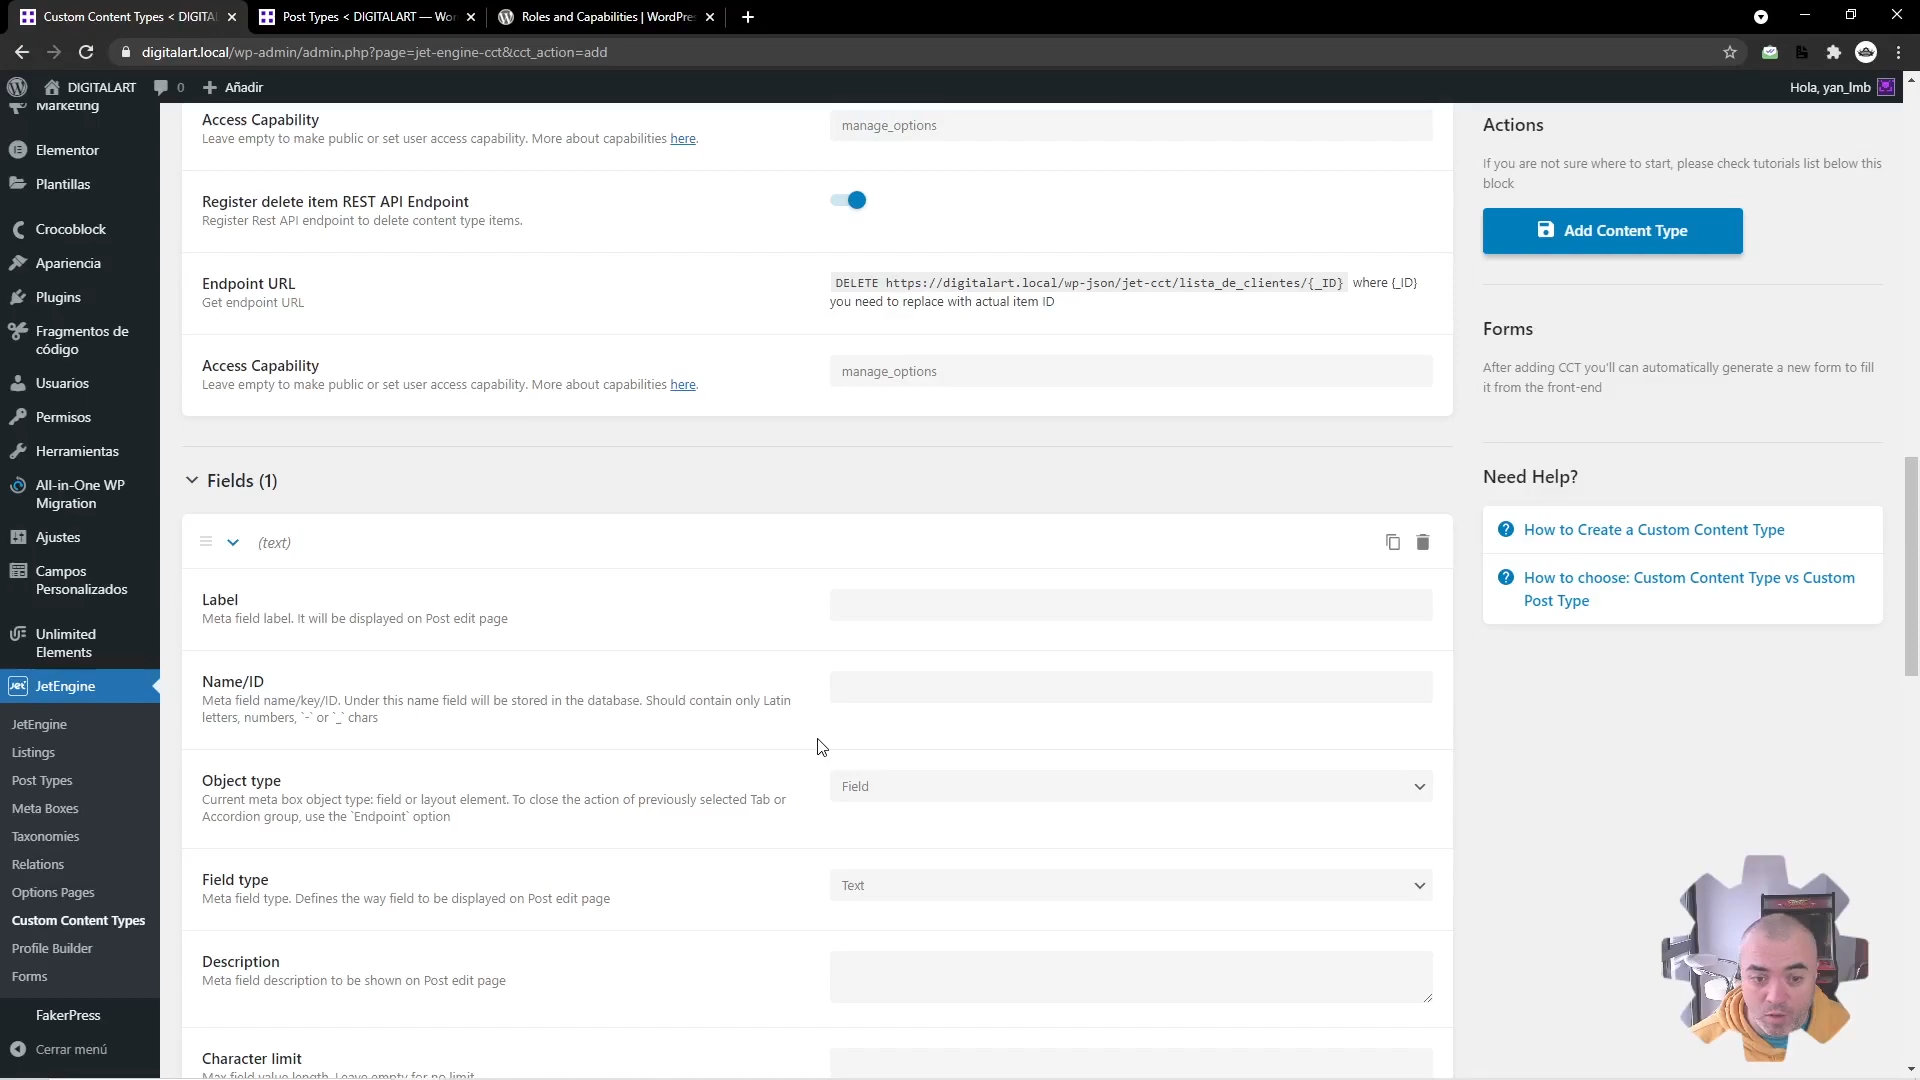 Custom Content Types < DIGITAL
Post Types < DIGITALART — Wor
Roles and Capabilities | WordPre
digitalart.local/wp-admin/admin.php?page=jet-engine-cct&cct_action=add
DIGITALART
0
Añadir
Hola, yan_lmb
Marketing
Elementor
Plantillas
Crocoblock
Apariencia
Plugins
Fragmentos de
código
Usuarios
Permisos
Herramientas
All-in-One WP
Migration
Ajustes
Campos
Personalizados
Unlimited
Elements
JetEngine
JetEngine
Listings
Post Types
Meta Boxes
Taxonomies
Relations
Options Pages
Custom Content Types
Profile Builder
Forms
FakerPress
Cerrar menú
Access Capability
Leave empty to make public or set user access capability. More about capabilities here.
manage_options
Register delete item REST API Endpoint
Register Rest API endpoint to delete content type items.
Endpoint URL
Get endpoint URL
DELETE https://digitalart.local/wp-json/jet-cct/lista_de_clientes/{_ID} where {_ID}
you need to replace with actual item ID
Access Capability
Leave empty to make public or set user access capability. More about capabilities here.
manage_options
Fields (1)
(text)
Label
Meta field label. It will be displayed on Post edit page
Name/ID
Meta field name/key/ID. Under this name field will be stored in the database. Should contain only Latin
letters, numbers, `-` or `_` chars
Object type
Current meta box object type: field or layout element. To close the action of previously selected Tab or
Accordion group, use the `Endpoint` option
Field
Field type
Meta field type. Defines the way field to be displayed on Post edit page
Text
Description
Meta field description to be shown on Post edit page
Character limit
Max field value length. Leave empty for no limit
Actions
If you are not sure where to start, please check tutorials list below this
block
Add Content Type
Forms
After adding CCT you'll can automatically generate a new form to fill
it from the front-end
Need Help?
How to Create a Custom Content Type
How to choose: Custom Content Type vs Custom
Post Type